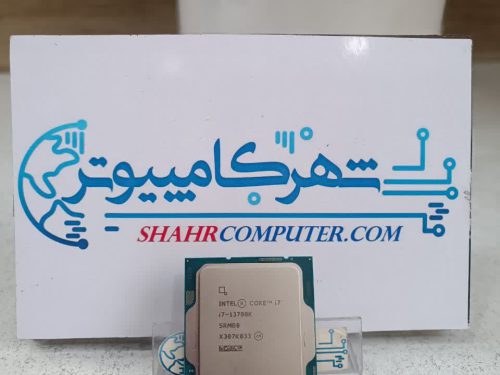 شهر کامپیوتر
SHAHRCOMPUTER.COM
INTEL® CORE™ i7
i7-13700K
SRMB8
X307K033